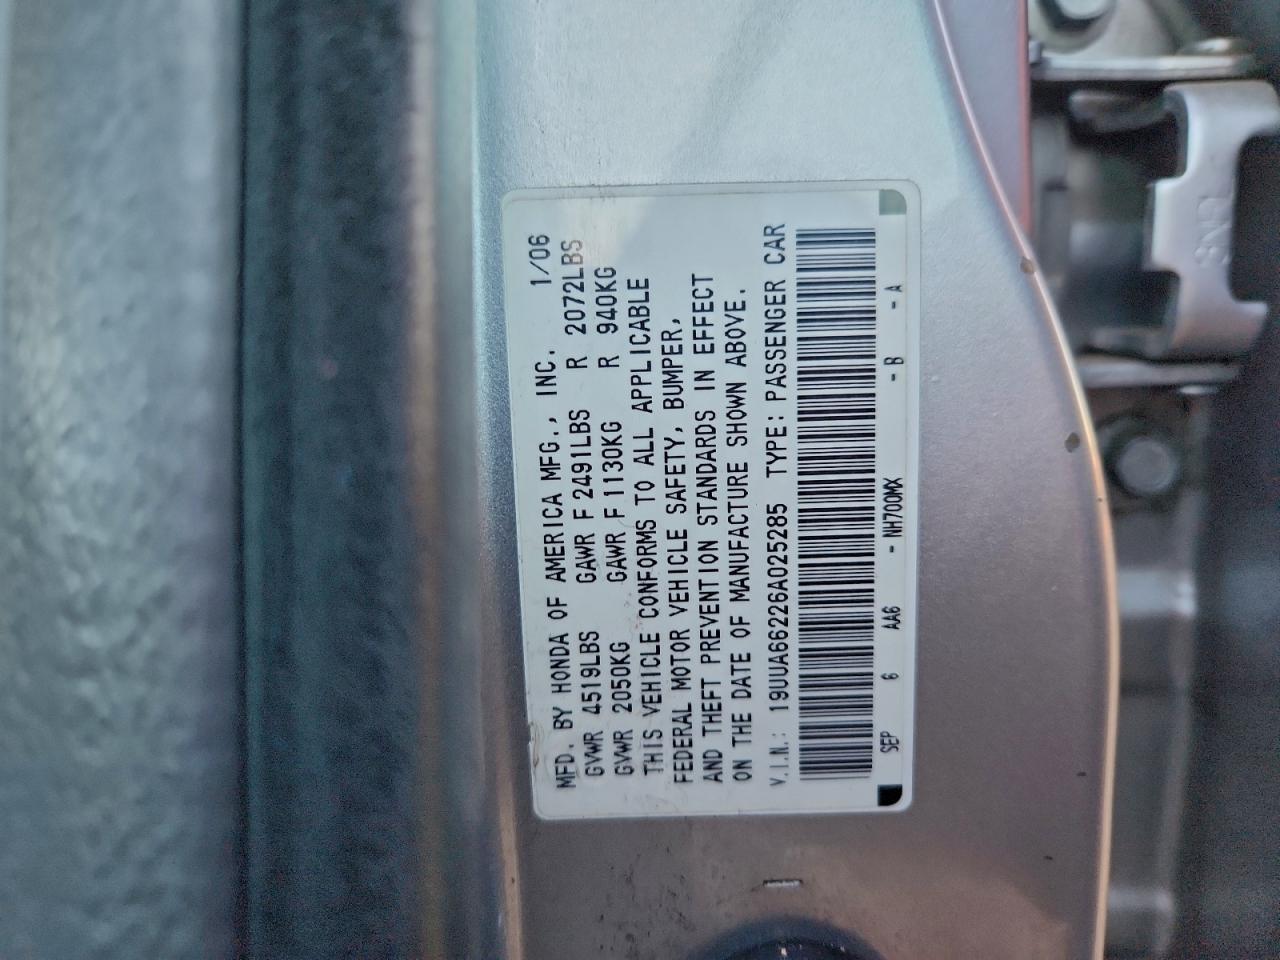 MFD. BY HONDA OF AMERICA MFG., INC. 1/06
GVWR 4519LBS GAWR F 2491LBS R 2072LBS
GVWR 2050KG GAWR F 1130KG R 940KG
THIS VEHICLE CONFORMS TO ALL APPLICABLE
FEDERAL MOTOR VEHICLE SAFETY, BUMPER,
AND THEFT PREVENTION STANDARDS IN EFFECT
ON THE DATE OF MANUFACTURE SHOWN ABOVE.
V.I.N.: 19UUA66226A025285 TYPE: PASSENGER CAR
SEP 6 AA6 - NH700MX - B - A